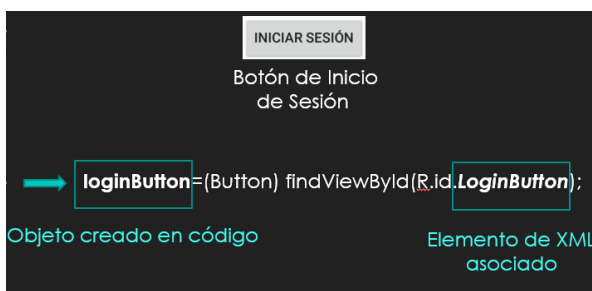 INICIAR SESIÓN
Botón de Inicio
de Sesión
loginButton=(Button) findViewById(R.id.LoginButton);
Objeto creado en código
Elemento de XML
asociado